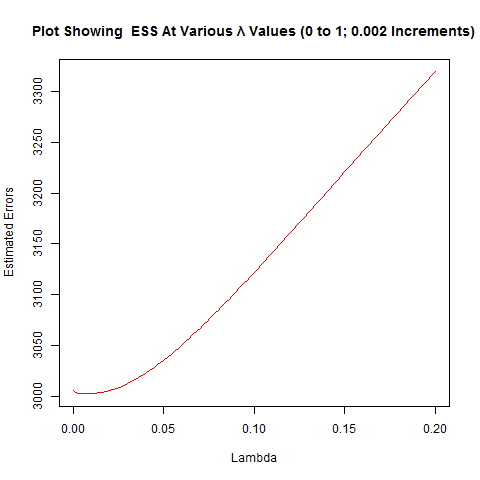 Plot Showing  ESS At Various λ Values (0 to 1; 0.002 Increments)
Estimated Errors
3300
3250
3200
3150
3100
3050
3000
0.00 0.05 0.10 0.15 0.20
Lambda